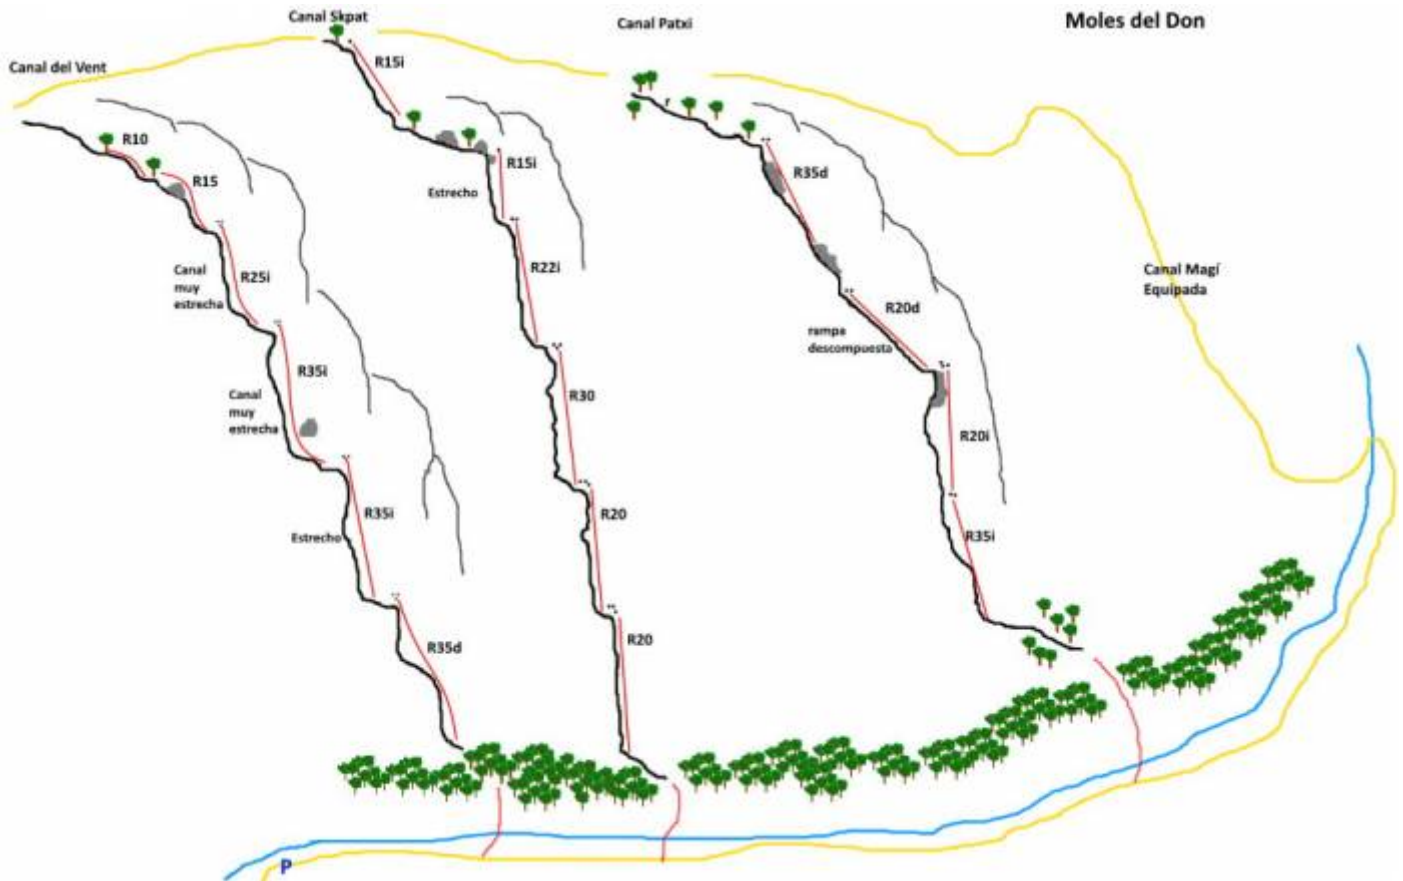 Canal Skpat
Canal Patxi
Moles del Don
Canal del Vent
R15i
R10
R15
Estrecho
R15i
r
R35d
Canal
muy
estrecha
R25i
R22i
R20d
rampa
descompuesta
Canal Magí
Equipada
R35i
Canal
muy
estrecha
R30
R20i
R35i
Estrecho
R20
R35i
R35d
R20
P